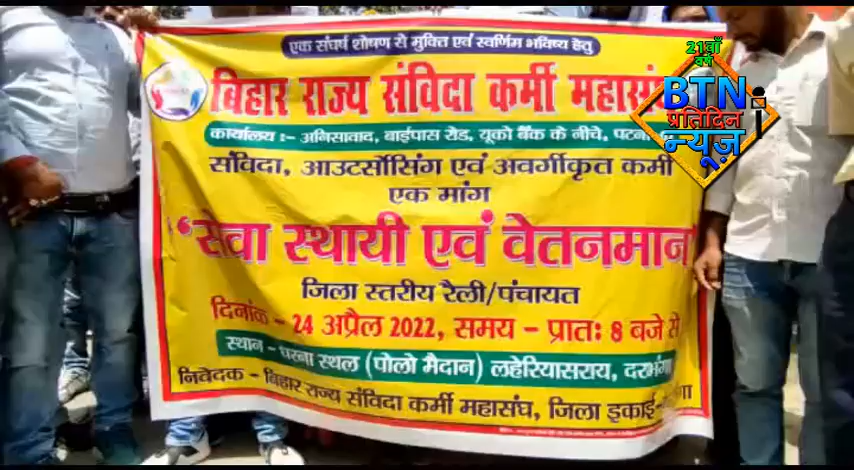 एक संघर्ष शोषण से मुक्ति एवं स्वर्णिम भविष्य हेतु
बिहार राज्य संविदा कर्मी महासंघ
कार्यालय :- अनिसावाद, बाईपास रोड, यूको बैंक के नीचे, पटना
संविदा, आउटसोंसिंग एवं अवर्गीकृत कर्मी
एक मांग
“सेवा स्थायी एवं वेतनमान
जिला स्तरीय रैली/पंचायत
दिनांक - 24 अप्रैल 2022, समय - प्रातः 8 बजे से
स्थान - धरना स्थल (पोलो मैदान) लहेरियासराय, दरभंगा
निवेदक - बिहार राज्य संविदा कर्मी महासंघ, जिला इकाई-
21वाँ
वर्ष
BTN
प्रतिदिन
न्यूज़